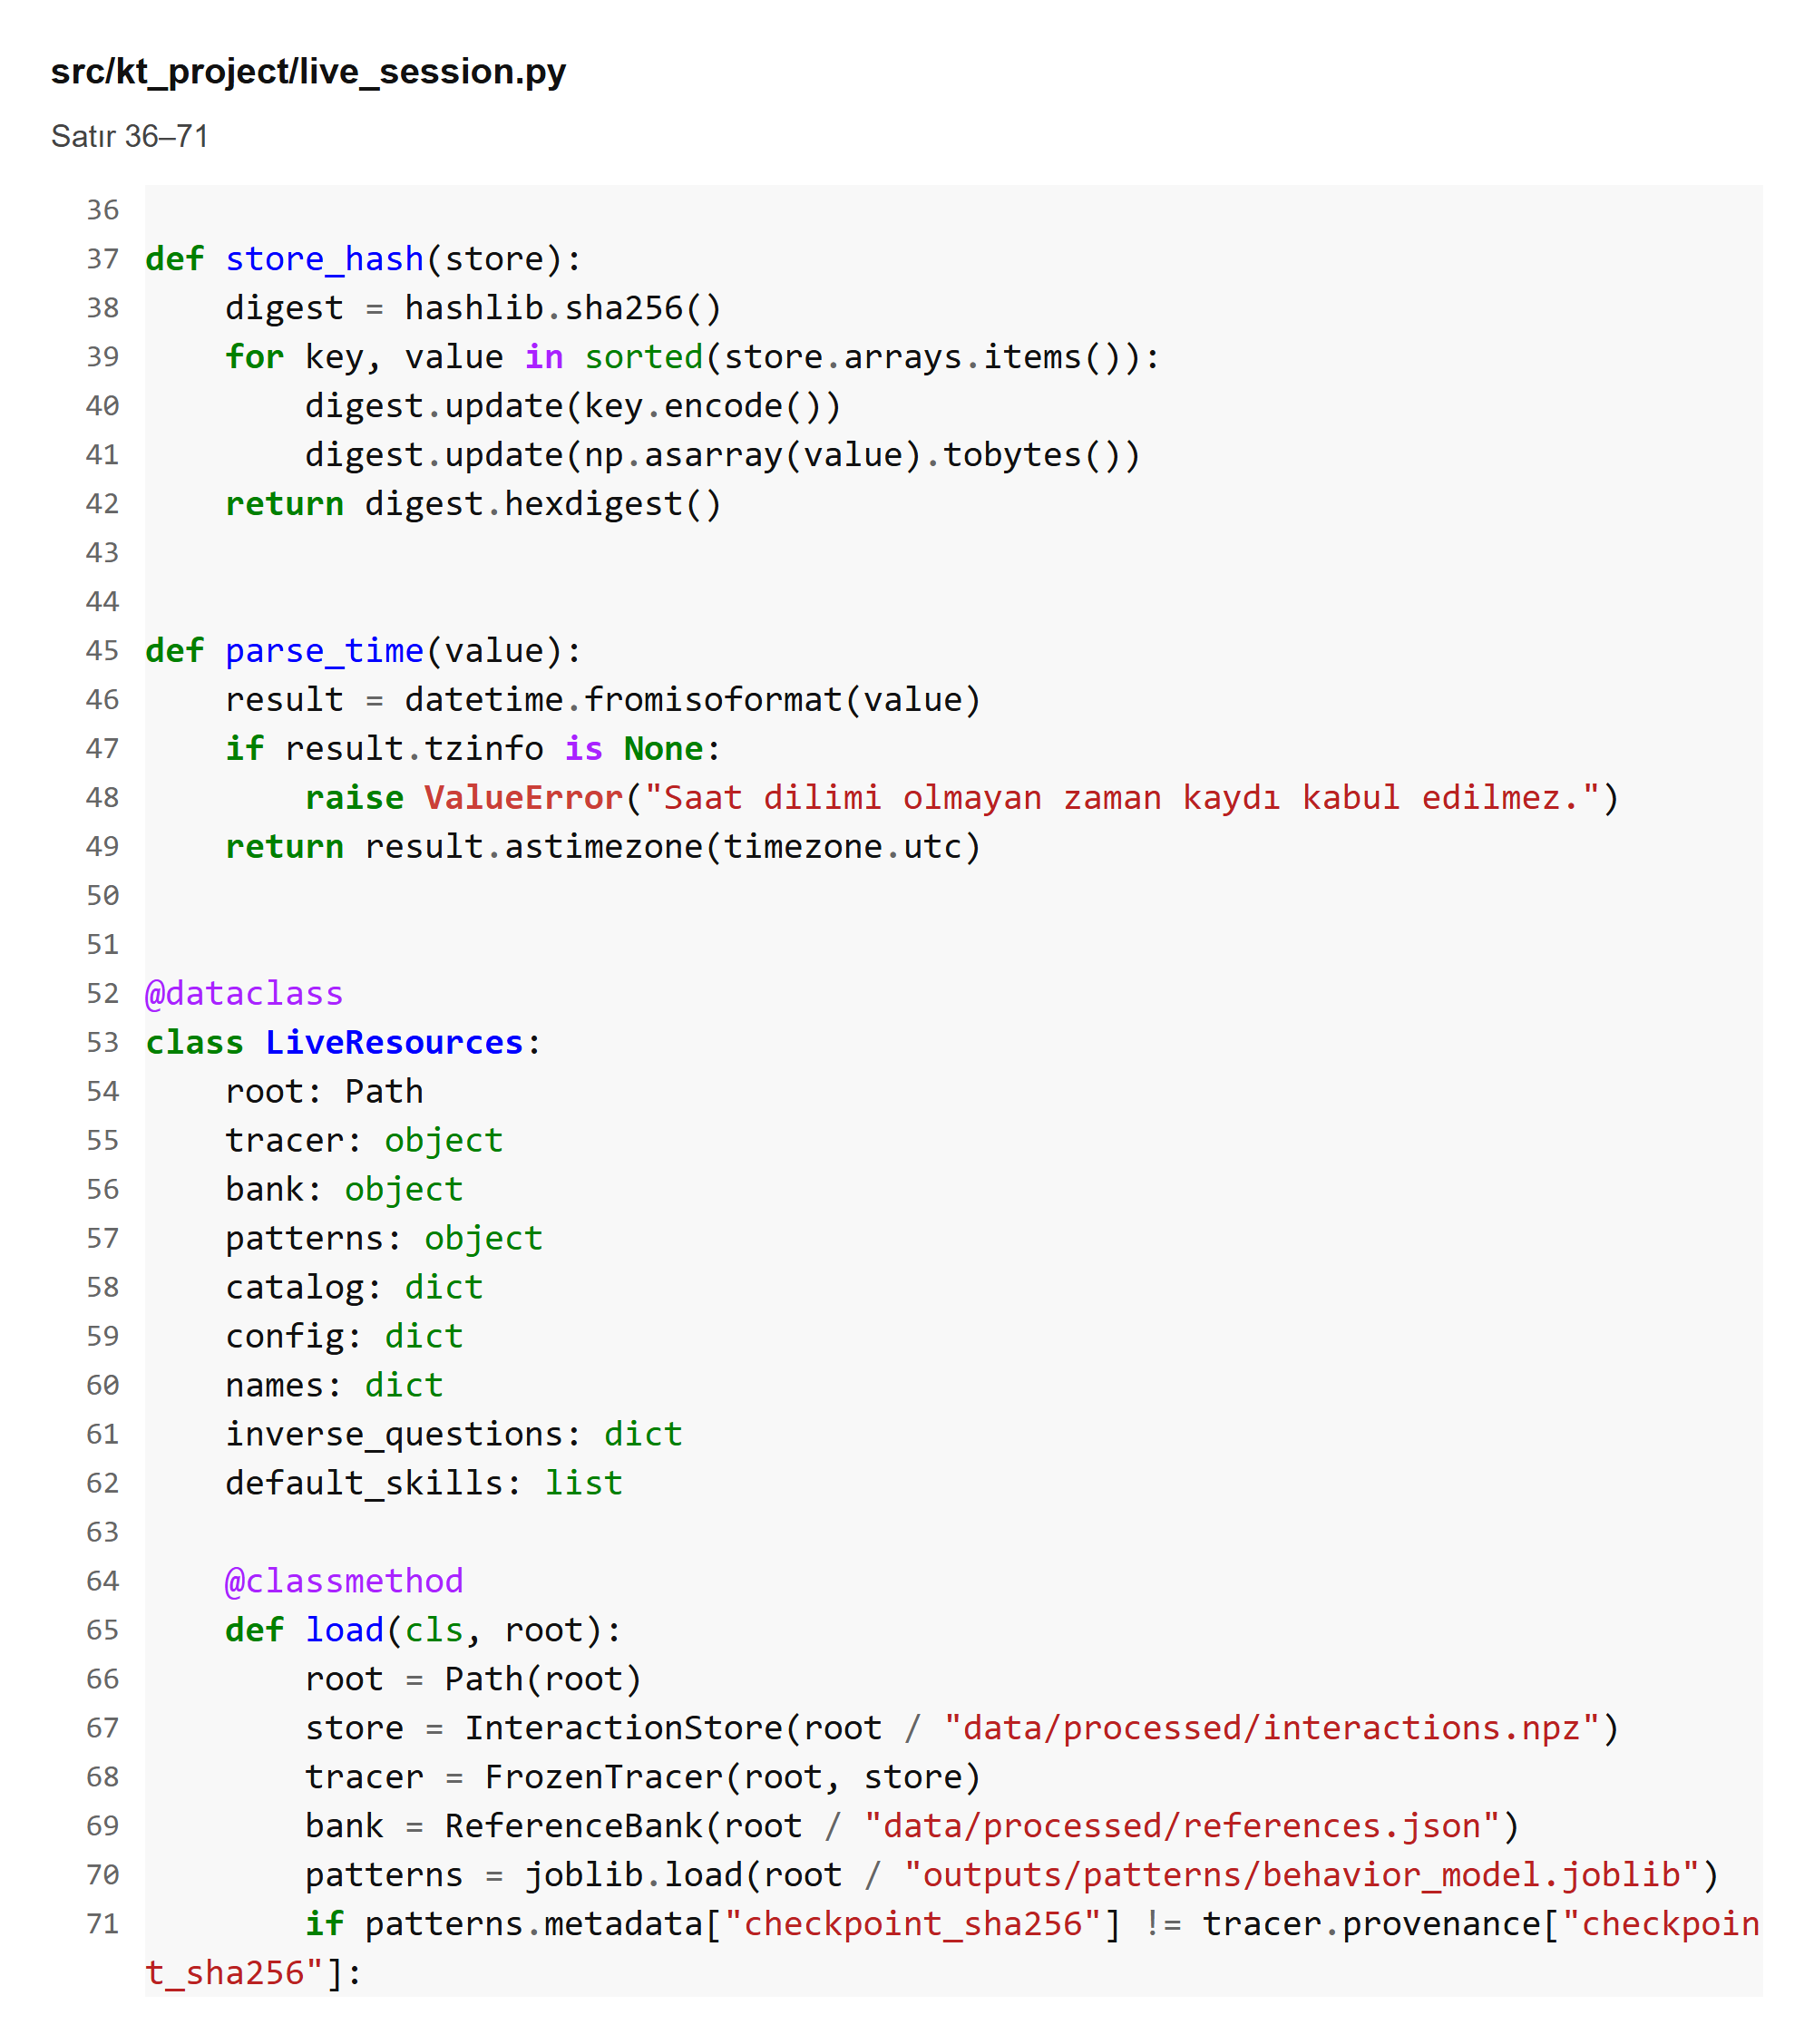 src/kt_project/live_session.py
Satır 36–71
36
37 def store_hash(store):
38     digest = hashlib.sha256()
39     for key, value in sorted(store.arrays.items()):
40         digest.update(key.encode())
41         digest.update(np.asarray(value).tobytes())
42     return digest.hexdigest()
43
44
45 def parse_time(value):
46     result = datetime.fromisoformat(value)
47     if result.tzinfo is None:
48         raise ValueError("Saat dilimi olmayan zaman kaydı kabul edilmez.")
49     return result.astimezone(timezone.utc)
50
51
52 @dataclass
53 class LiveResources:
54     root: Path
55     tracer: object
56     bank: object
57     patterns: object
58     catalog: dict
59     config: dict
60     names: dict
61     inverse_questions: dict
62     default_skills: list
63
64     @classmethod
65     def load(cls, root):
66         root = Path(root)
67         store = InteractionStore(root / "data/processed/interactions.npz")
68         tracer = FrozenTracer(root, store)
69         bank = ReferenceBank(root / "data/processed/references.json")
70         patterns = joblib.load(root / "outputs/patterns/behavior_model.joblib")
71         if patterns.metadata["checkpoint_sha256"] != tracer.provenance["checkpoin
t_sha256"]: